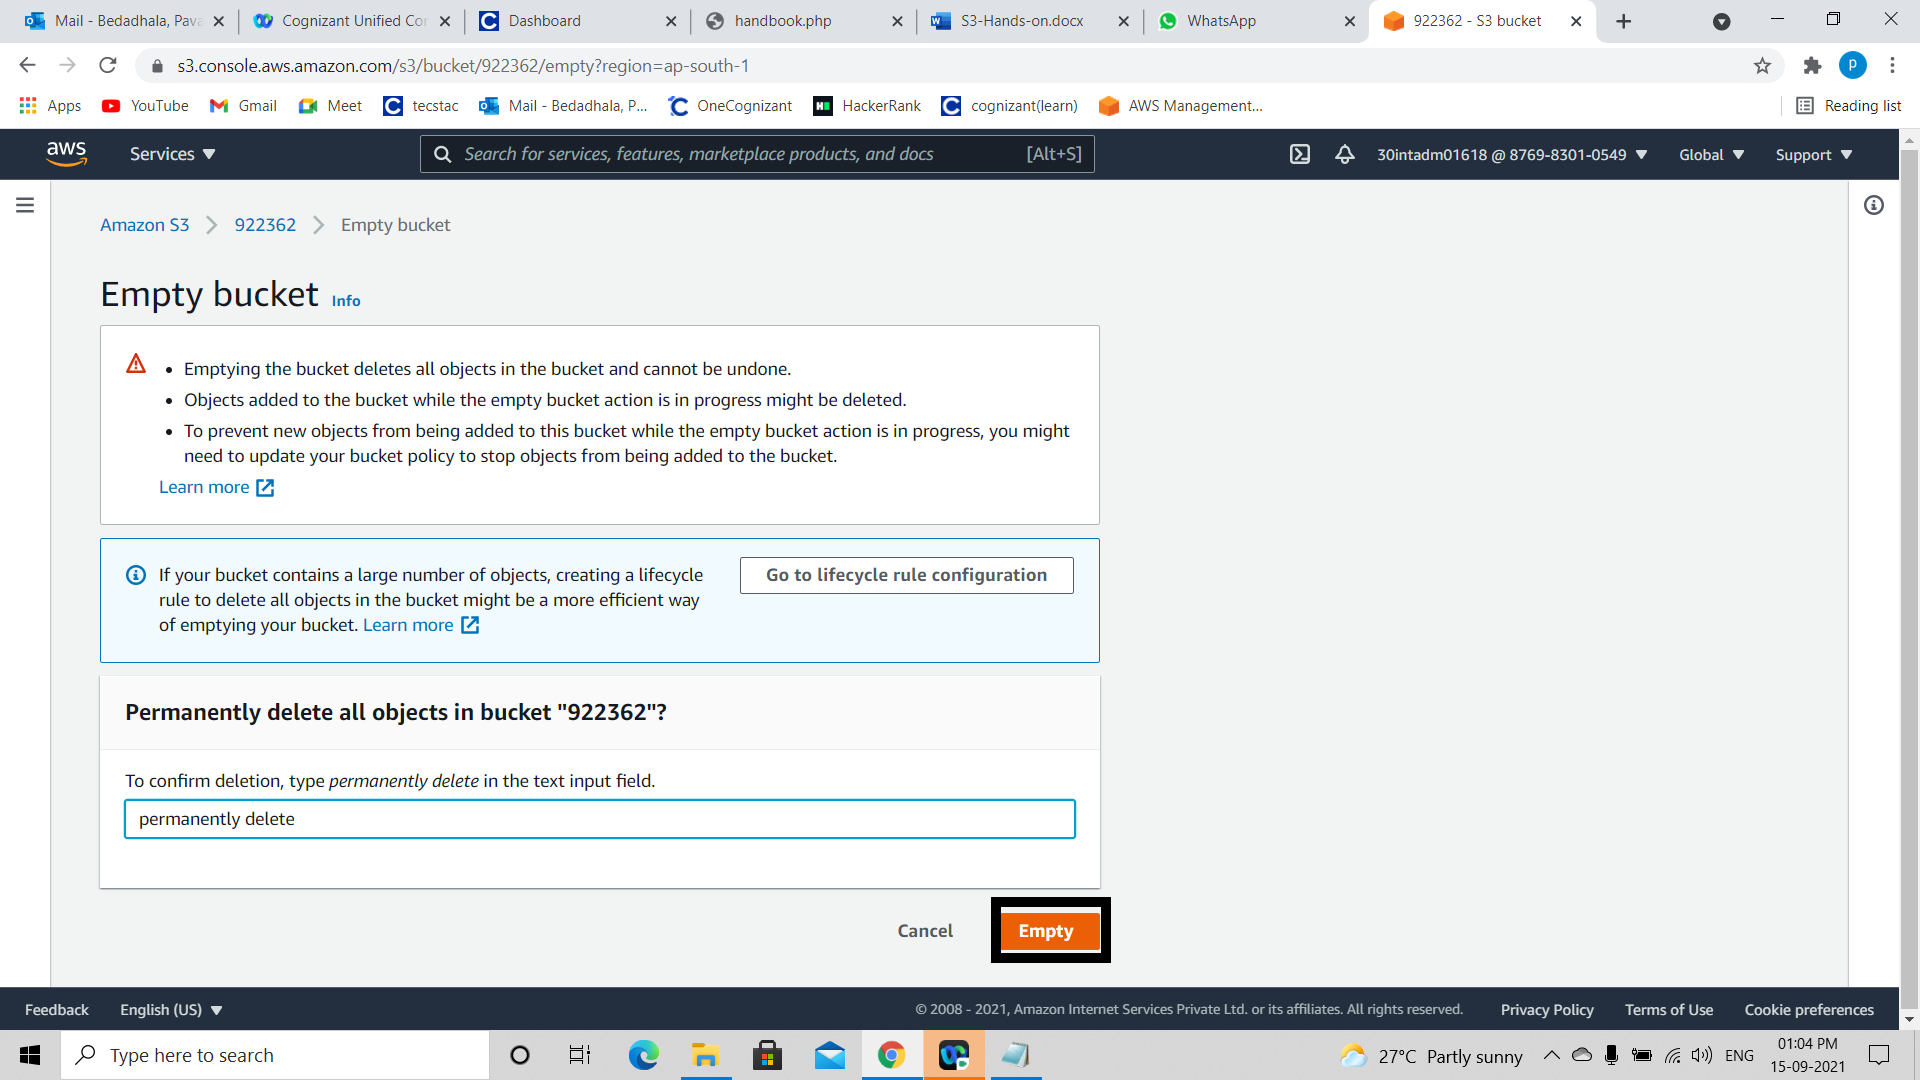 Mail - Bedadhala, Pava
Cognizant Unified Con
Dashboard
handbook.php
S3-Hands-on.docx
WhatsApp
922362 - S3 bucket
s3.console.aws.amazon.com/s3/bucket/922362/empty?region=ap-south-1
P
Apps
YouTube
Gmail
Meet
tecstac
Mail - Bedadhala, P...
OneCognizant
HackerRank
cognizant(learn)
AWS Management...
Reading list
aws
Services
Search for services, features, marketplace products, and docs
[Alt+S]
30intadm01618 @ 8769-8301-0549
Global
Support
Amazon S3
922362
Empty bucket
Empty bucket Info
Emptying the bucket deletes all objects in the bucket and cannot be undone.
Objects added to the bucket while the empty bucket action is in progress might be deleted.
To prevent new objects from being added to this bucket while the empty bucket action is in progress, you might
need to update your bucket policy to stop objects from being added to the bucket.
Learn more
If your bucket contains a large number of objects, creating a lifecycle
rule to delete all objects in the bucket might be a more efficient way
of emptying your bucket. Learn more
Go to lifecycle rule configuration
Permanently delete all objects in bucket "922362"?
To confirm deletion, type permanently delete in the text input field.
permanently delete
Cancel
Empty
Feedback
English (US)
© 2008 - 2021, Amazon Internet Services Private Ltd. or its affiliates. All rights reserved.
Privacy Policy
Terms of Use
Cookie preferences
Type here to search
27°C Partly sunny
ENG
01:04 PM
15-09-2021